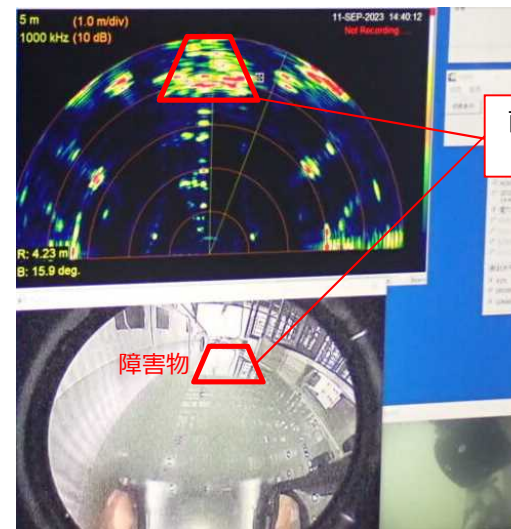 5 m (1.0 m/div)
1000 kHz (10 dB)
11-SEP-2023 14:40:12
Not Recording ...
R: 4.23 m
B: 15.9 deg.
障害物